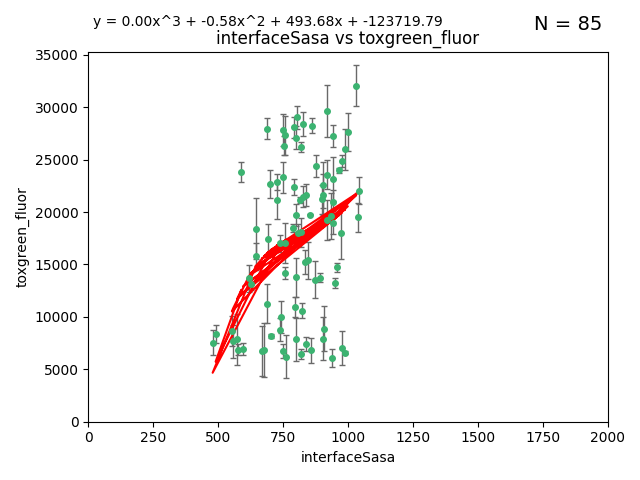 y = 0.00x^3 + -0.58x^2 + 493.68x + -123719.79
N = 85
interfaceSasa vs toxgreen_fluor
35000
30000
25000
20000
15000
10000
5000
0
toxgreen_fluor
0 250 500 750 1000 1250 1500 1750 2000
interfaceSasa